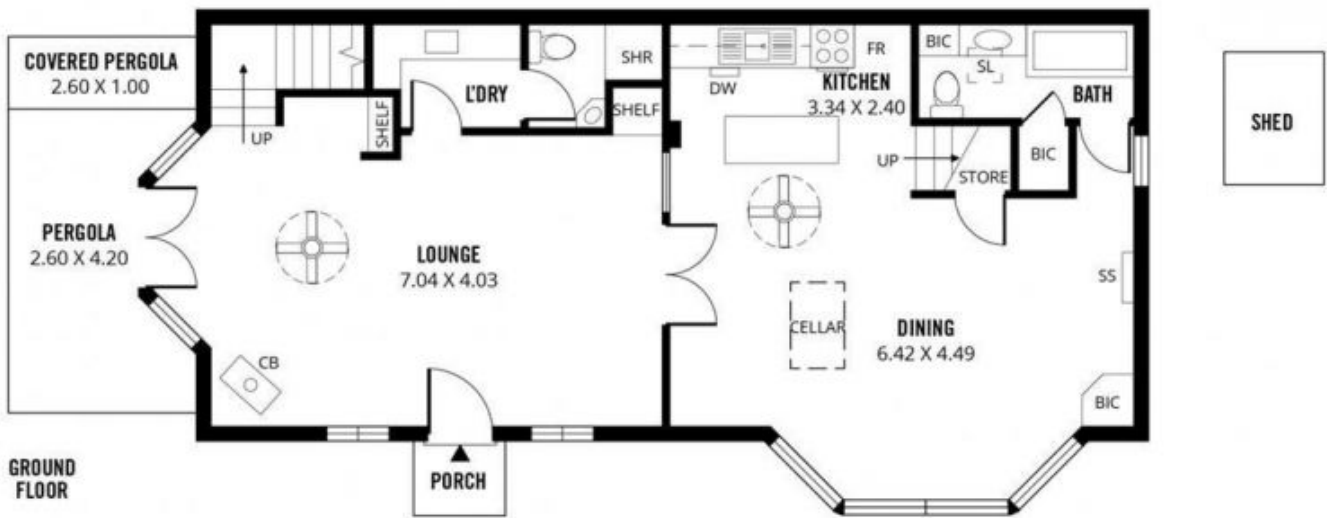 COVERED PERGOLA
2.60 X 1.00
UP
SHELF
L'DRY
SHR
SHELF
DW
KITCHEN
3.34 X 2.40
FR
BIC
SL
BATH
SHED
UP
STORE
BIC
PERGOLA
2.60 X 4.20
LOUNGE
7.04 X 4.03
SS
CELLAR
DINING
6.42 X 4.49
CB
BIC
GROUND
FLOOR
PORCH